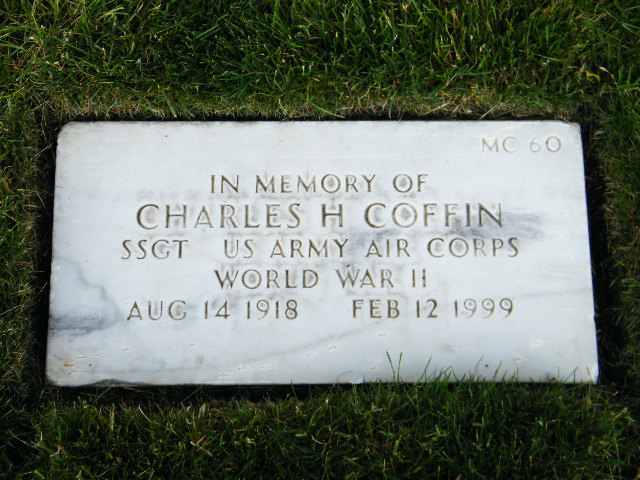 MC 60
IN MEMORY OF
CHARLES H COFFIN
SSGT US ARMY AIR CORPS
WORLD WAR II
AUG 14 1918 FEB 12 1999